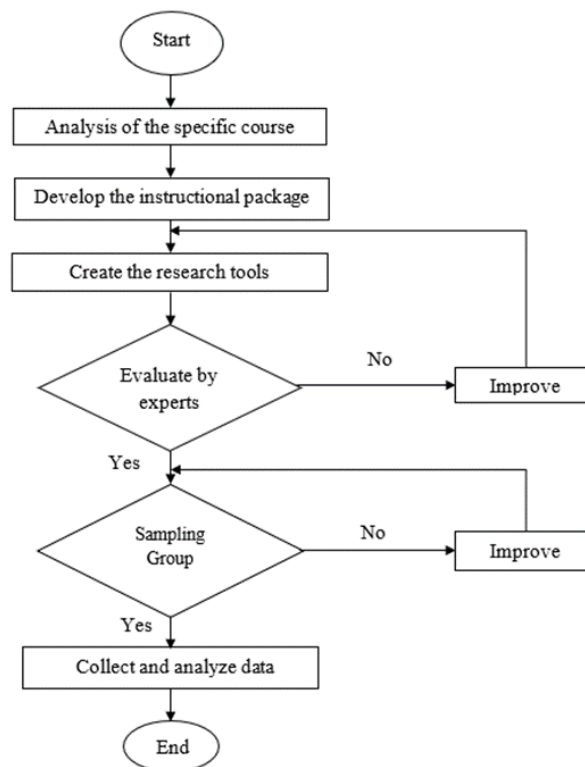 Start
Analysis of the specific course
Develop the instructional package
Create the research tools
Evaluate by
experts
No
Improve
Yes
Sampling
Group
No
Improve
Yes
Collect and analyze data
End